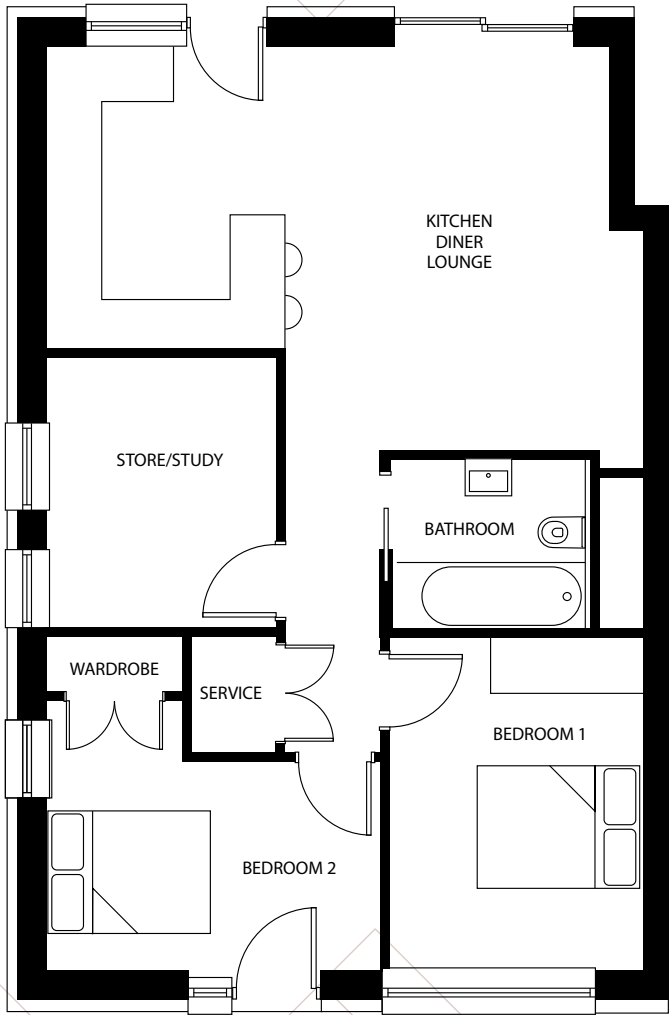 KITCHEN
DINER
LOUNGE
STORE/STUDY
BATHROOM
WARDROBE
SERVICE
BEDROOM 1
BEDROOM 2